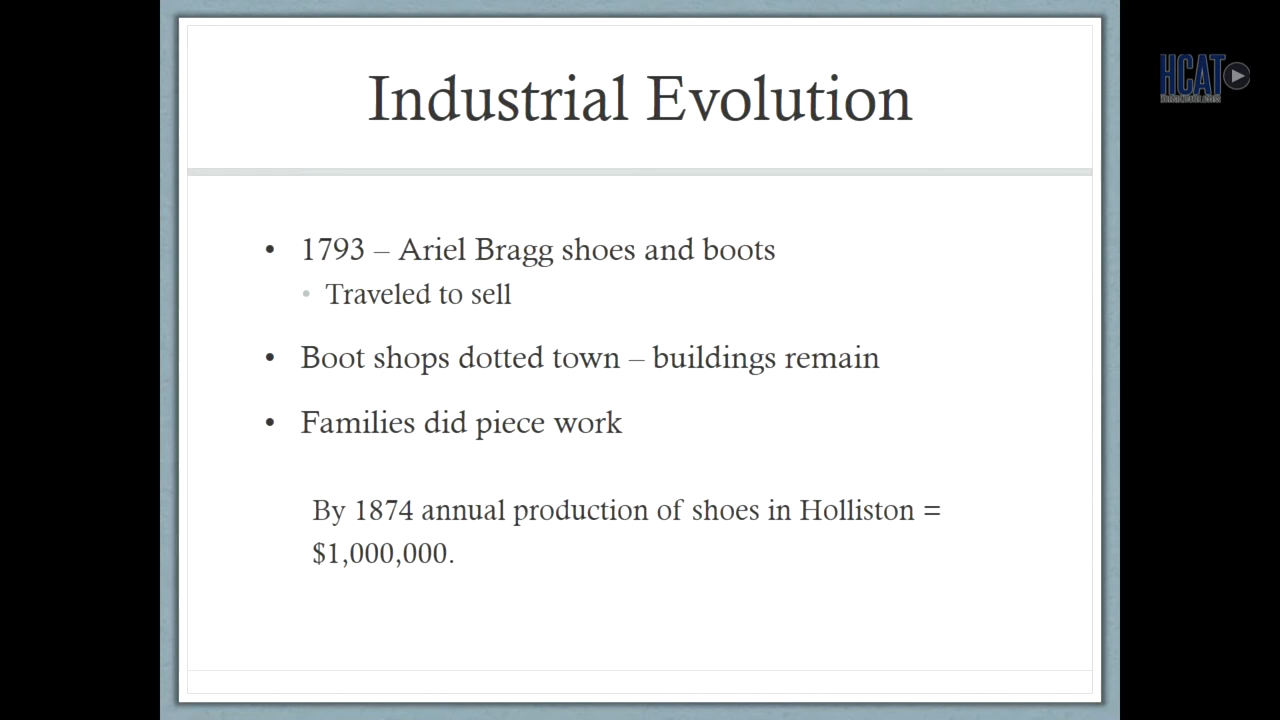 Industrial Evolution
HCAT
• 1793 – Ariel Bragg shoes and boots
• Traveled to sell
• Boot shops dotted town – buildings remain
• Families did piece work
By 1874 annual production of shoes in Holliston =
$1,000,000.